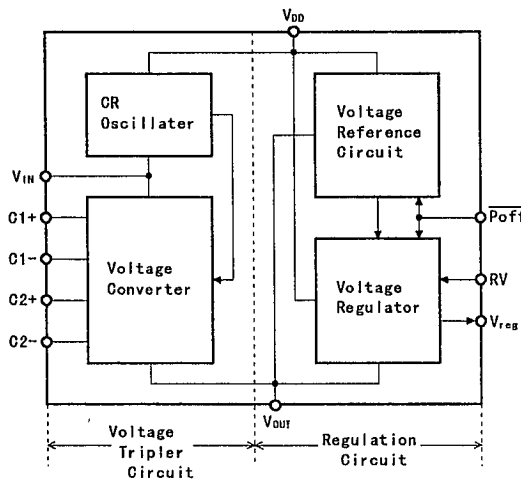 VDD
CR
Oscillater
Voltage
Reference
Circuit
VIN
C1+
C1-
C2+
C2-
Voltage
Converter
Voltage
Regulator
Poff
RV
Vreg
VOUT
Voltage
Tripler
Circuit
Regulation
Circuit